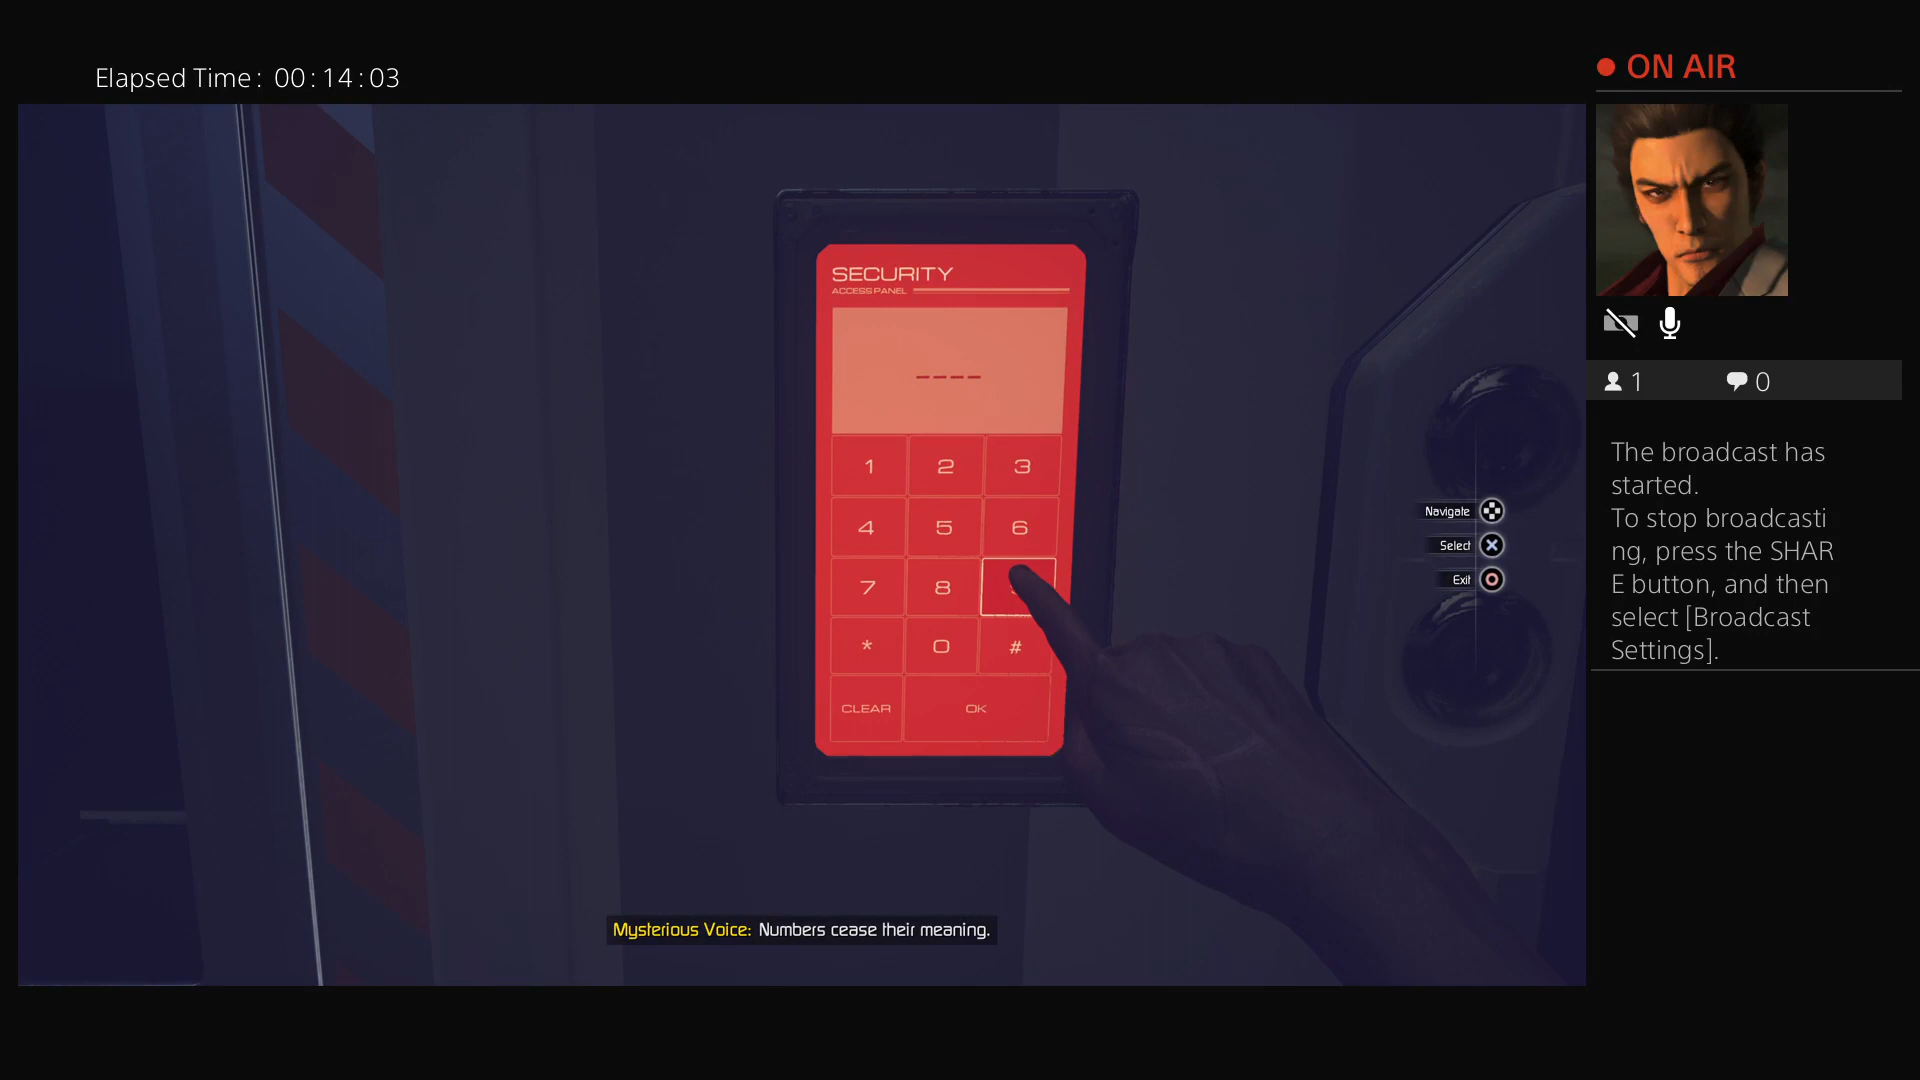 Elapsed Time: 00:14:03
ON AIR
SECURITY
ACCESS PANEL
----
1 2 3
4 5 6
7 8
* 0 #
CLEAR OK
Navigate
Select
Exit
Mysterious Voice: Numbers cease their meaning.
1 0
The broadcast has
started.
To stop broadcasti
ng, press the SHAR
E button, and then
select [Broadcast
Settings].